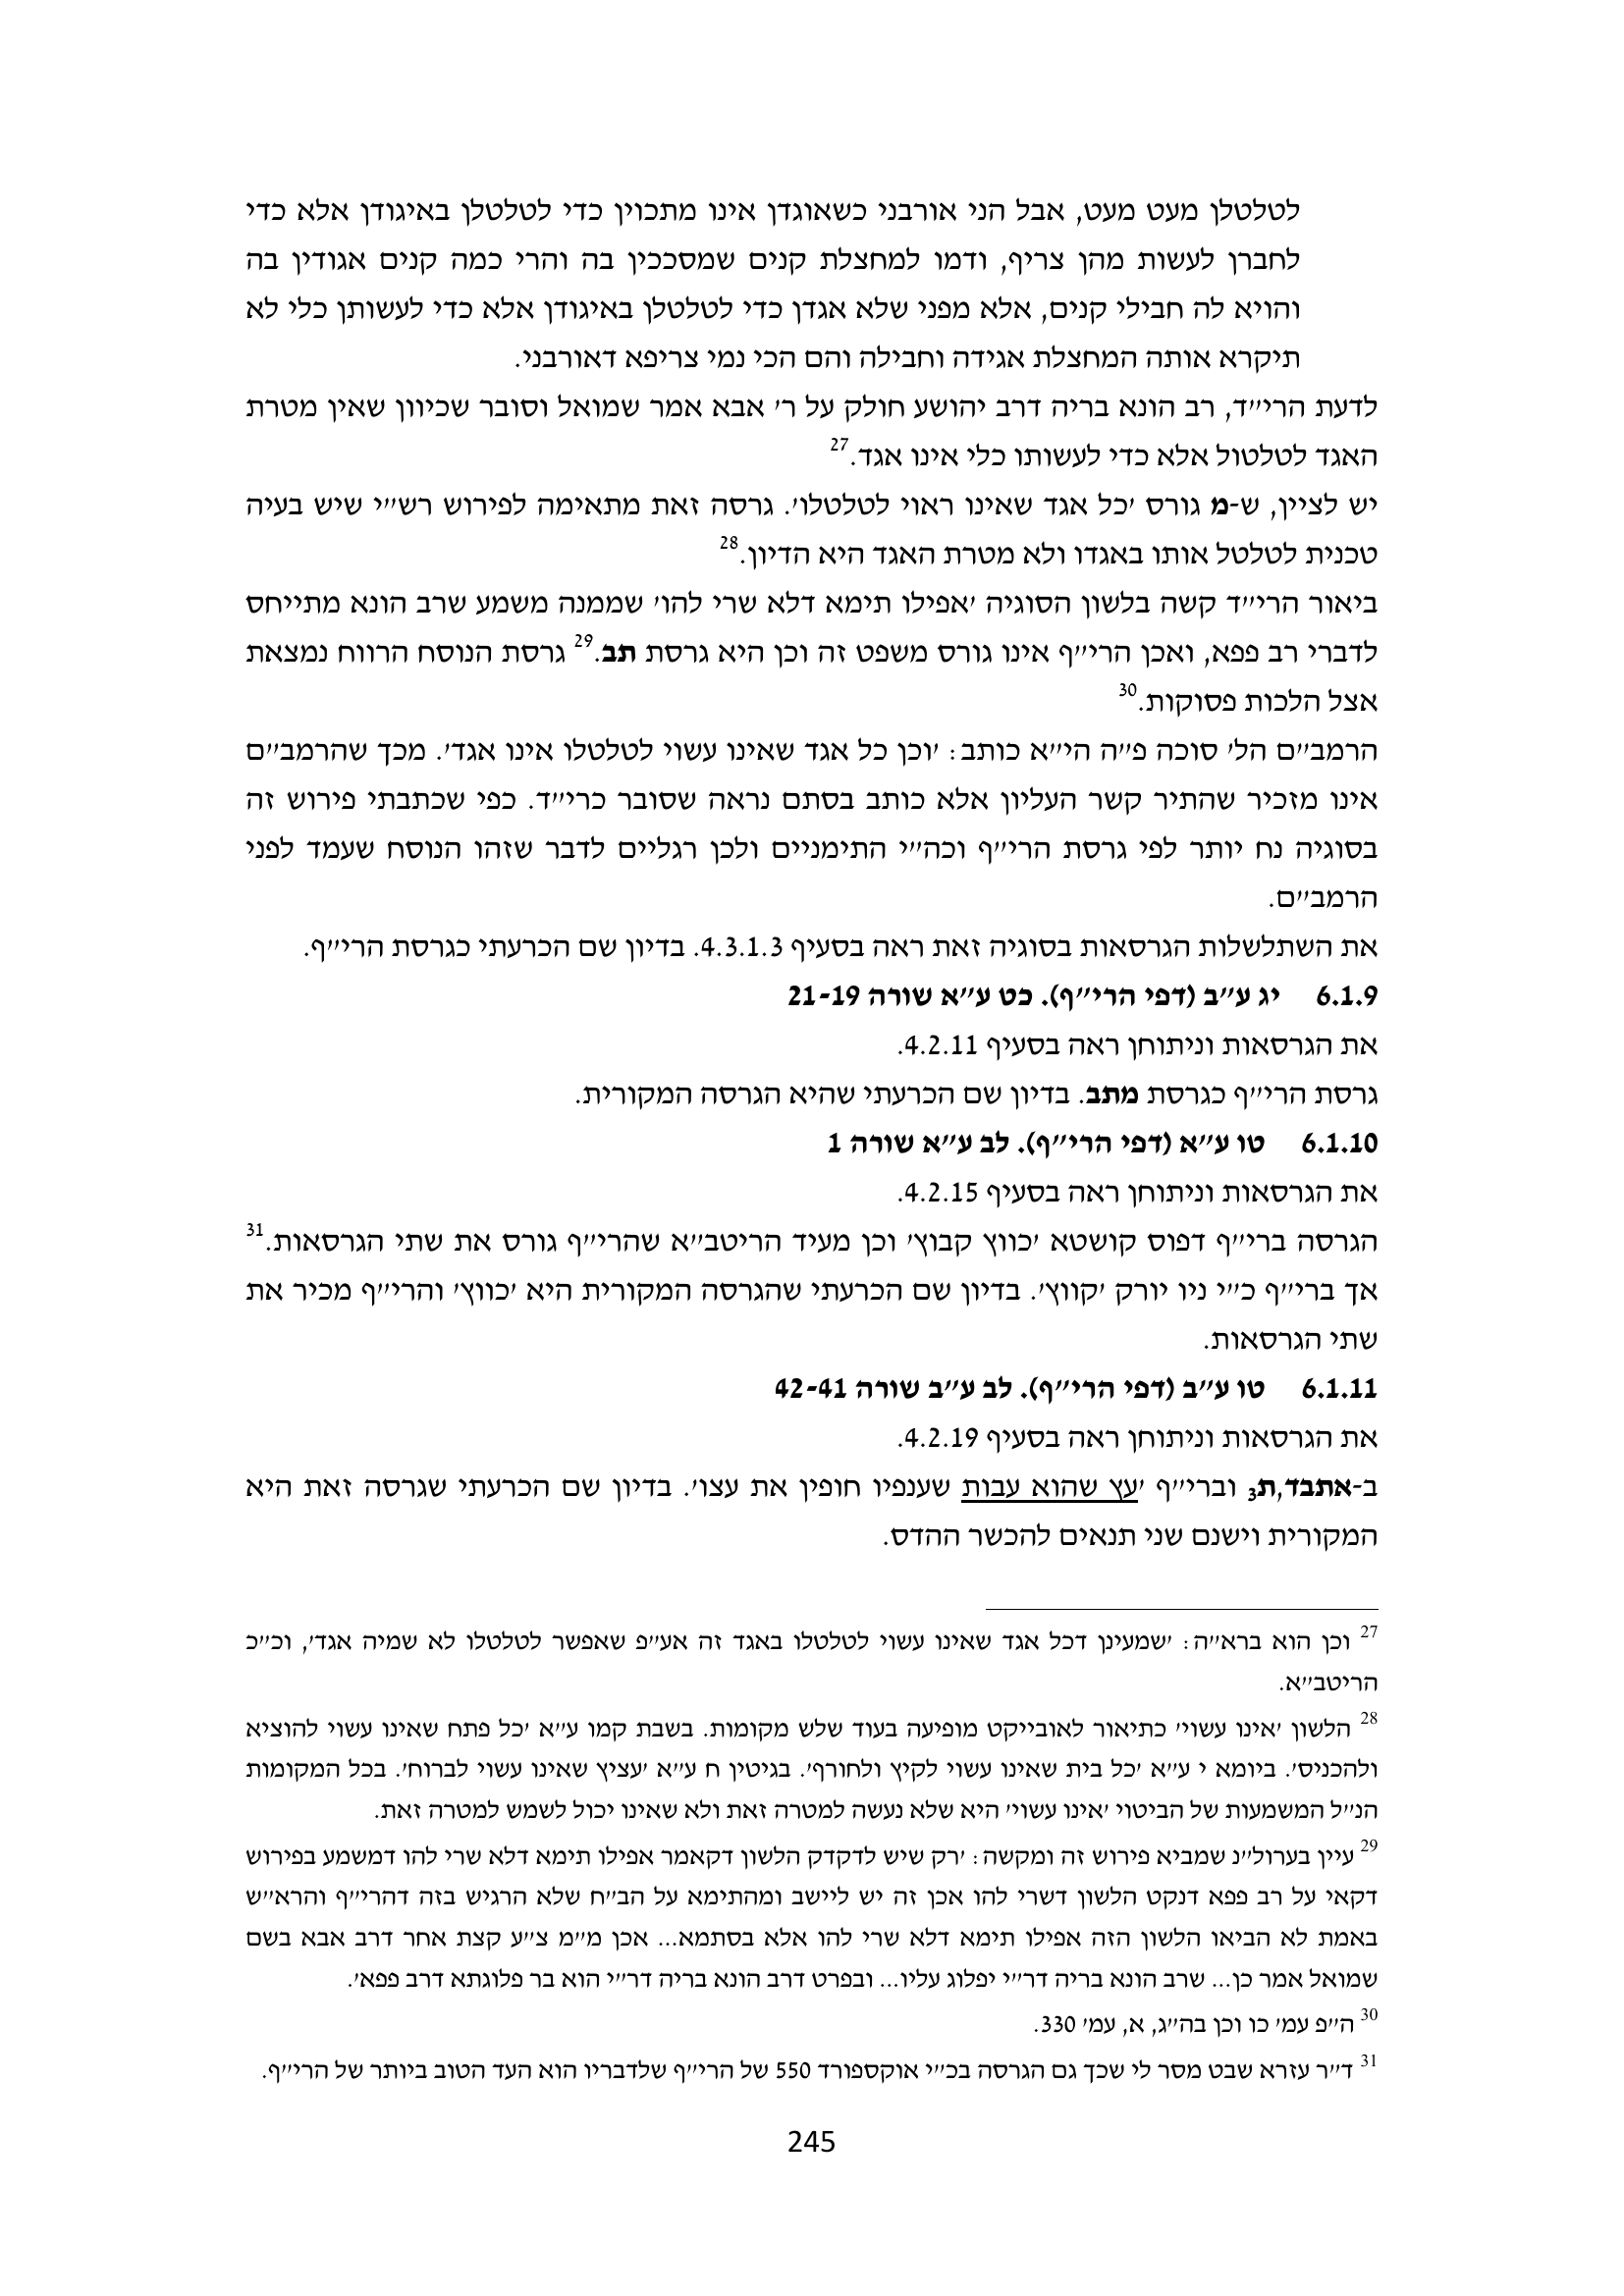 לטלטלן מעט מעט, אבל הני אורבני כשאוגדן אינו מתכוין כדי לטלטלן באיגודן אלא כדי
לחברן לעשות מהן צריף, ודמו למחצלת קנים שמסככין בה והרי כמה קנים אגודין בה
והויא לה חבילי קנים, אלא מפני שלא אגדן כדי לטלטלן באיגודן אלא כדי לעשותן כלי לא
תיקרא אותה המחצלת אגידה וחבילה והם הכי נמי צריפא דאורבני.
לדעת הרי״ד, רב הונא בריה דרב יהושע חולק על ר׳ אבא אמר שמואל וסובר שכיוון שאין מטרת
האגד לטלטול אלא כדי לעשותו כלי אינו אגד.27
יש לציין, ש-מ גורס ׳כל אגד שאינו ראוי לטלטלו׳. גרסה זאת מתאימה לפירוש רש״י שיש בעיה
טכנית לטלטל אותו באגדו ולא מטרת האגד היא הדיון.28
ביאור הרי״ד קשה בלשון הסוגיה ׳אפילו תימא דלא שרי להו׳ שממנה משמע שרב הונא מתייחס
לדברי רב פפא, ואכן הרי״ף אינו גורס משפט זה וכן היא גרסת תב.29 גרסת הנוסח הרווח נמצאת
אצל הלכות פסוקות.30
הרמב״ם הל׳ סוכה פ״ה הי״א כותב: ׳וכן כל אגד שאינו עשוי לטלטלו אינו אגד׳. מכך שהרמב״ם
אינו מזכיר שהתיר קשר העליון אלא כותב בסתם נראה שסובר כרי״ד. כפי שכתבתי פירוש זה
בסוגיה נח יותר לפי גרסת הרי״ף וכה״י התימניים ולכן רגליים לדבר שזהו הנוסח שעמד לפני
הרמב״ם.
את השתלשלות הגרסאות בסוגיה זאת ראה בסעיף 4.3.1.3. בדיון שם הכרעתי כגרסת הרי״ף.
6.1.9 יג ע״ב (דפי הרי״ף). כט ע״א שורה 21-19
את הגרסאות וניתוחן ראה בסעיף 4.2.11.
גרסת הרי״ף כגרסת מתב. בדיון שם הכרעתי שהיא הגרסה המקורית.
6.1.10 טו ע״א (דפי הרי״ף). לב ע״א שורה 1
את הגרסאות וניתוחן ראה בסעיף 4.2.15.
הגרסה ברי״ף דפוס קושטא ׳כווץ קבוץ׳ וכן מעיד הריטב״א שהרי״ף גורס את שתי הגרסאות.31
אך ברי״ף כ״י ניו יורק ׳קווץ׳. בדיון שם הכרעתי שהגרסה המקורית היא ׳כווץ׳ והרי״ף מכיר את
שתי הגרסאות.
6.1.11 טו ע״ב (דפי הרי״ף). לב ע״ב שורה 42-41
את הגרסאות וניתוחן ראה בסעיף 4.2.19.
ב-אתבד,ת3 וברי״ף ׳עץ שהוא עבות שענפיו חופין את עצו׳. בדיון שם הכרעתי שגרסה זאת היא
המקורית וישנם שני תנאים להכשר ההדס.
27 וכן הוא ברא״ה: ׳שמעינן דכל אגד שאינו עשוי לטלטלו באגד זה אע״פ שאפשר לטלטלו לא שמיה אגד׳, וכ״כ
הריטב״א.
28 הלשון ׳אינו עשוי׳ כתיאור לאובייקט מופיעה בעוד שלש מקומות. בשבת קמו ע״א ׳כל פתח שאינו עשוי להוציא
ולהכניס׳. ביומא י ע״א ׳כל בית שאינו עשוי לקיץ ולחורף׳. בגיטין ח ע״א ׳עציץ שאינו עשוי לברוח׳. בכל המקומות
הנ״ל המשמעות של הביטוי ׳אינו עשוי׳ היא שלא נעשה למטרה זאת ולא שאינו יכול לשמש למטרה זאת.
29 עיין בערול״נ שמביא פירוש זה ומקשה: ׳רק שיש לדקדק הלשון דקאמר אפילו תימא דלא שרי להו דמשמע בפירוש
דקאי על רב פפא דנקט הלשון דשרי להו אכן זה יש ליישב ומהתימא על הב״ח שלא הרגיש בזה דהרי״ף והרא״ש
באמת לא הביאו הלשון הזה אפילו תימא דלא שרי להו אלא בסתמא... אכן מ״מ צ״ע קצת אחר דרב אבא בשם
שמואל אמר כן... שרב הונא בריה דר״י יפלוג עליו... ובפרט דרב הונא בריה דר״י הוא בר פלוגתא דרב פפא׳.
30 ה״פ עמ׳ כו וכן בה״ג, א, עמ׳ 330.
31 ד״ר עזרא שבט מסר לי שכך גם הגרסה בכ״י אוקספורד 550 של הרי״ף שלדבריו הוא העד הטוב ביותר של הרי״ף.
245